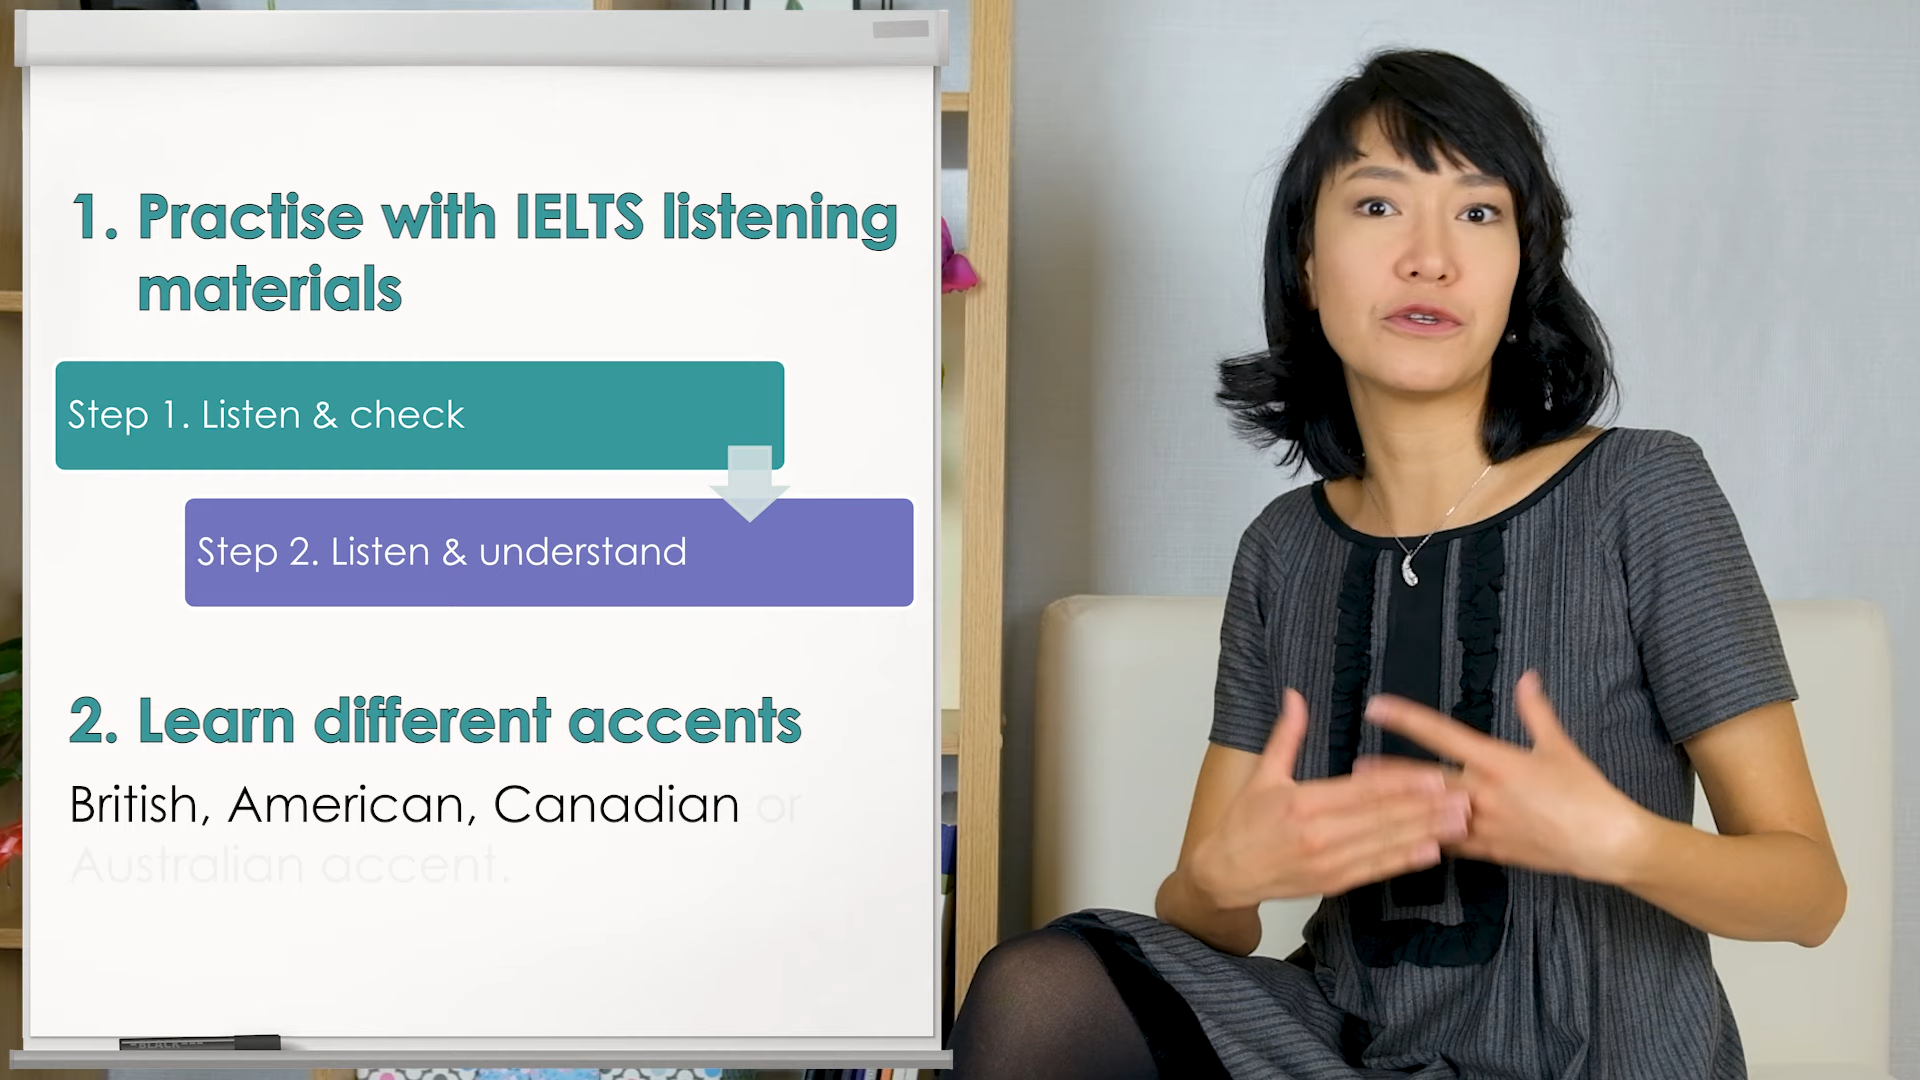 1. Practise with IELTS listening
materials
Step 1. Listen & check
Step 2. Listen & understand
2. Learn different accents
British, American, Canadian or
Australian accent.
BLACK